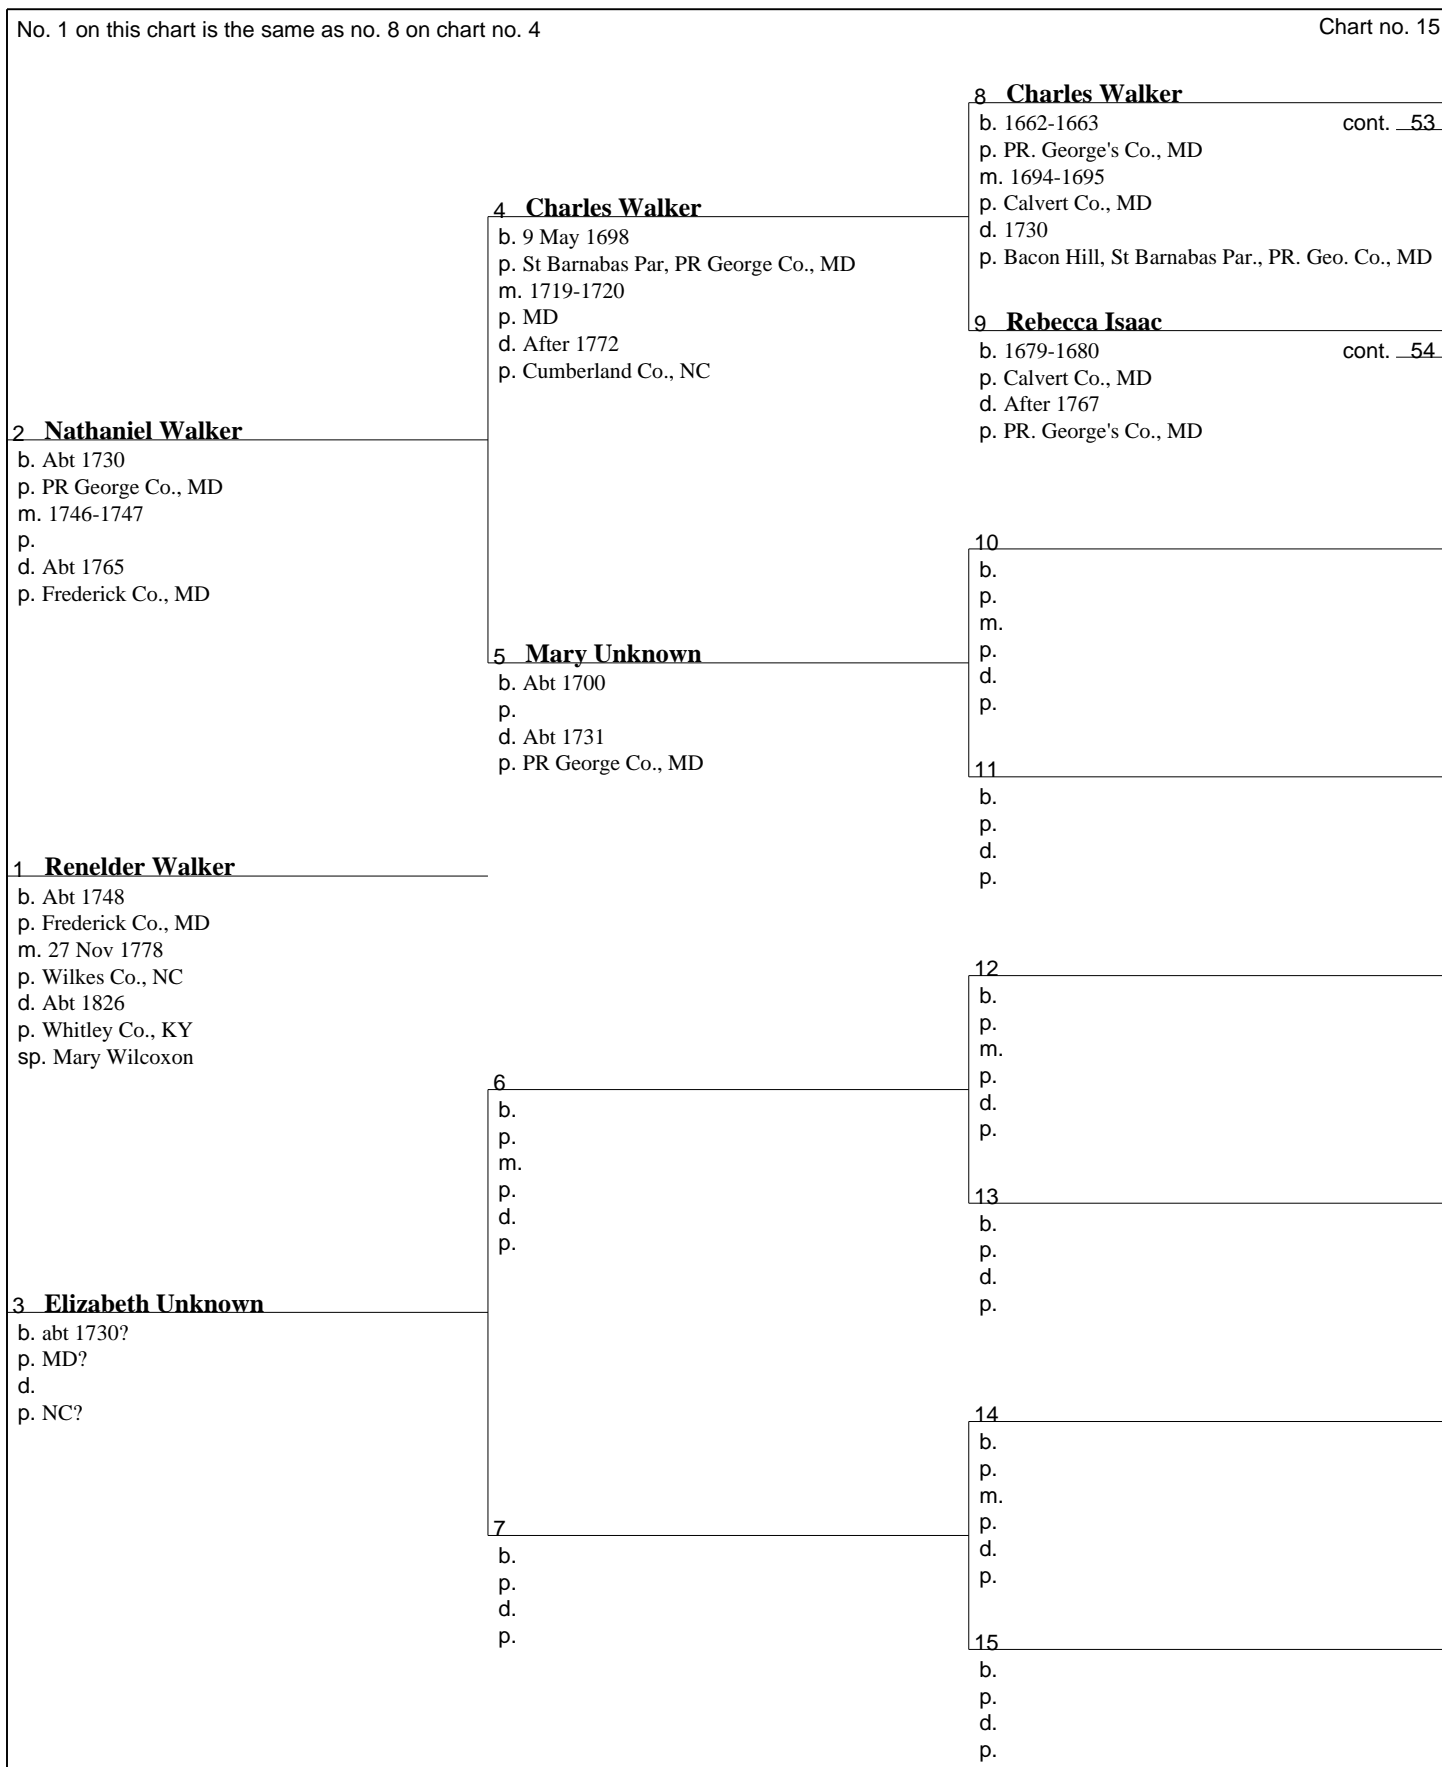 No. 1 on this chart is the same as no. 8 on chart no. 4
Chart no. 15
8 Charles Walker
b. 1662-1663 cont. 53
p. PR. George's Co., MD
m. 1694-1695
p. Calvert Co., MD
d. 1730
p. Bacon Hill, St Barnabas Par., PR. Geo. Co., MD
4 Charles Walker
b. 9 May 1698
p. St Barnabas Par, PR George Co., MD
m. 1719-1720
p. MD
d. After 1772
p. Cumberland Co., NC
9 Rebecca Isaac
b. 1679-1680 cont. 54
p. Calvert Co., MD
d. After 1767
p. PR. George's Co., MD
2 Nathaniel Walker
b. Abt 1730
p. PR George Co., MD
m. 1746-1747
p.
d. Abt 1765
p. Frederick Co., MD
10
b.
p.
m.
p.
d.
p.
5 Mary Unknown
b. Abt 1700
p.
d. Abt 1731
p. PR George Co., MD
11
b.
p.
d.
p.
1 Renelder Walker
b. Abt 1748
p. Frederick Co., MD
m. 27 Nov 1778
p. Wilkes Co., NC
d. Abt 1826
p. Whitley Co., KY
sp. Mary Wilcoxon
12
b.
p.
m.
p.
d.
p.
6
b.
p.
m.
p.
d.
p.
13
b.
p.
d.
p.
3 Elizabeth Unknown
b. abt 1730?
p. MD?
d.
p. NC?
14
b.
p.
m.
p.
d.
p.
7
b.
p.
d.
p.
15
b.
p.
d.
p.